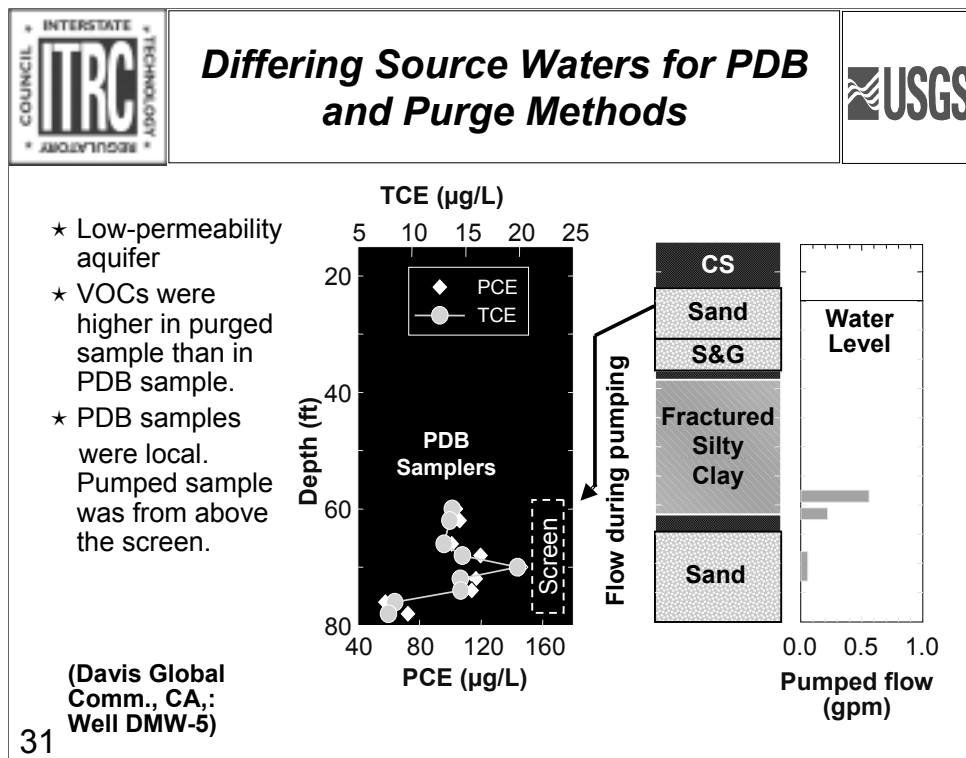 INTERSTATE
COUNCIL
ITRC
TECHNOLOGY
REGULATORY
Differing Source Waters for PDB
and Purge Methods
USGS
★ Low-permeability
aquifer
★ VOCs were
higher in purged
sample than in
PDB sample.
★ PDB samples
were local.
Pumped sample
was from above
the screen.
(Davis Global
Comm., CA,:
Well DMW-5)
31
TCE (µg/L)
5 10 15 20 25
PCE
TCE
20
40
60
80
Depth (ft)
PDB
Samplers
Screen
40 80 120 160
PCE (µg/L)
Flow during pumping
CS
Sand
S&G
Fractured
Silty
Clay
Sand
Water
Level
0.0 0.5 1.0
Pumped flow
(gpm)